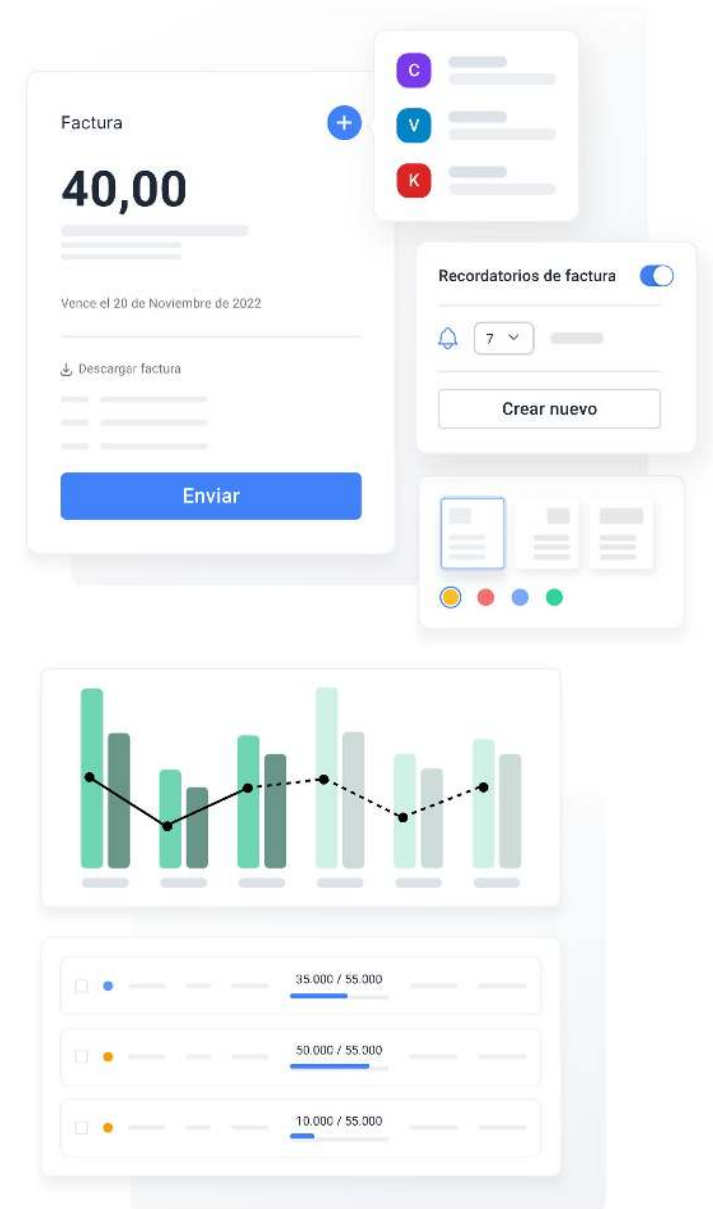 C
Factura
+
V
40,00
K
Recordatorios de factura
Vence el 20 de Noviembre de 2022
7
Descargar factura
Crear nuevo
Enviar
35.000 / 55.000
50.000 / 55.000
10.000 / 55.000